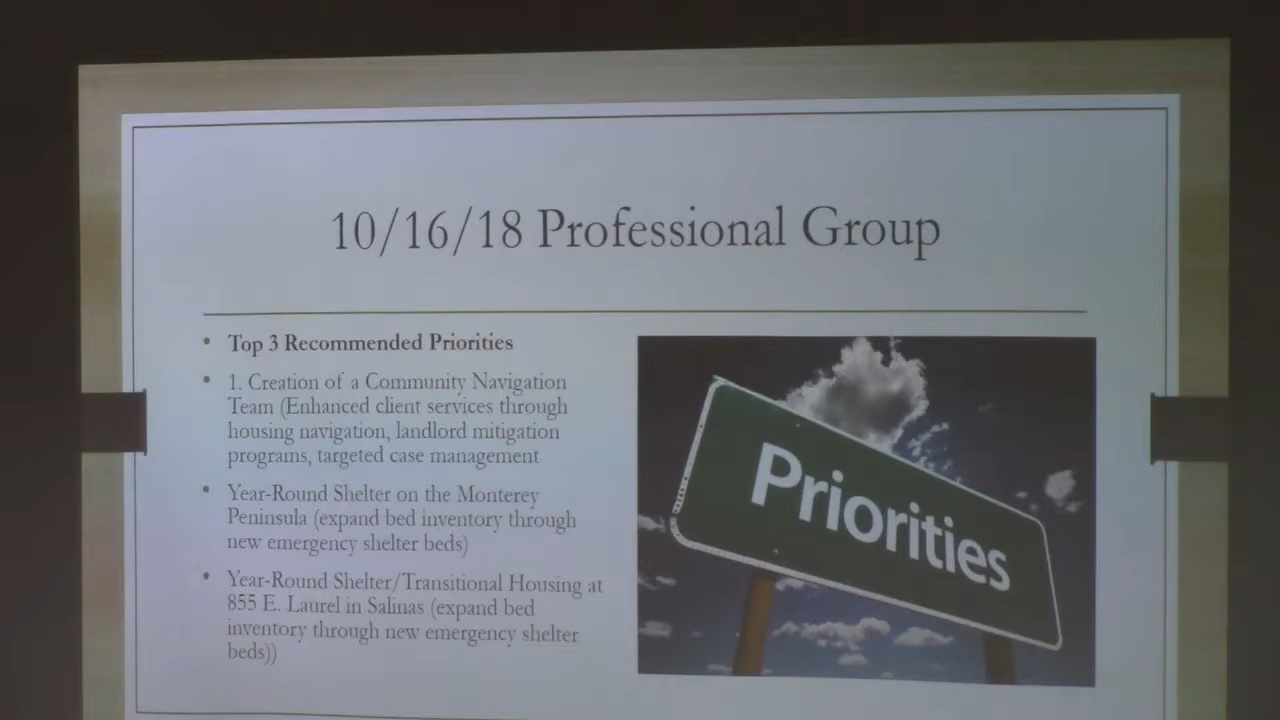 10/16/18 Professional Group
• Top 3 Recommended Priorities
• 1. Creation of a Community Navigation
Team (Enhanced client services through
housing navigation, landlord mitigation
programs, targeted case management
• Year-Round Shelter on the Monterey
Peninsula (expand bed inventory through
new emergency shelter beds)
• Year-Round Shelter/Transitional Housing at
855 E. Laurel in Salinas (expand bed
inventory through new emergency shelter
beds))
Priorities